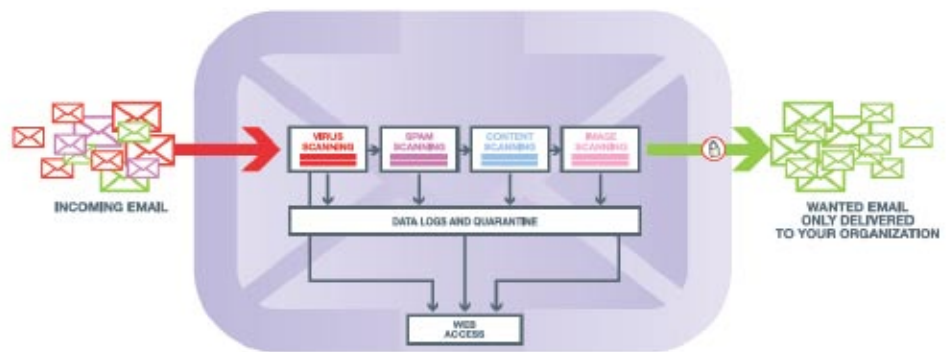 VIRUS
SCANNING
SPAM
SCANNING
CONTENT
SCANNING
IMAGE
SCANNING
INCOMING EMAIL
DATA LOGS AND QUARANTINE
WANTED EMAIL
ONLY DELIVERED
TO YOUR ORGANIZATION
WEB
ACCESS